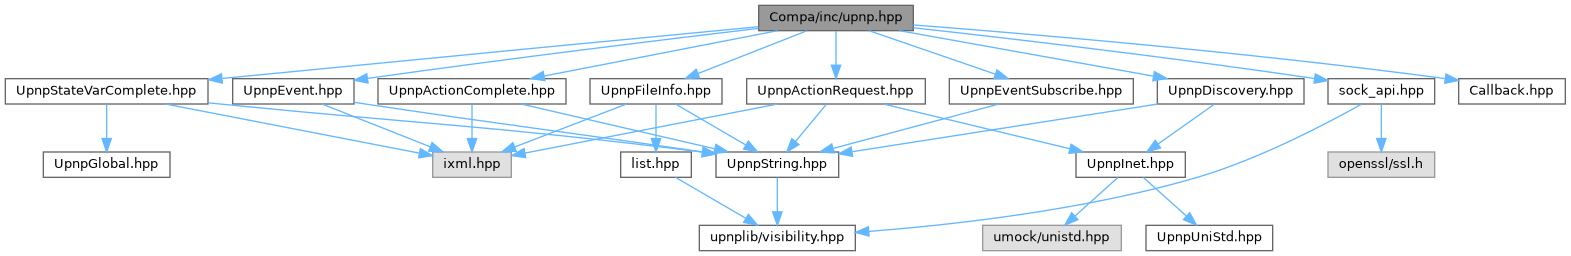 Compa/inc/upnp.hpp
UpnpStateVarComplete.hpp
UpnpEvent.hpp
UpnpActionComplete.hpp
UpnpFileInfo.hpp
UpnpActionRequest.hpp
UpnpEventSubscribe.hpp
UpnpDiscovery.hpp
sock_api.hpp
Callback.hpp
UpnpGlobal.hpp
ixml.hpp
list.hpp
UpnpString.hpp
UpnpInet.hpp
openssl/ssl.h
upnplib/visibility.hpp
umock/unistd.hpp
UpnpUniStd.hpp